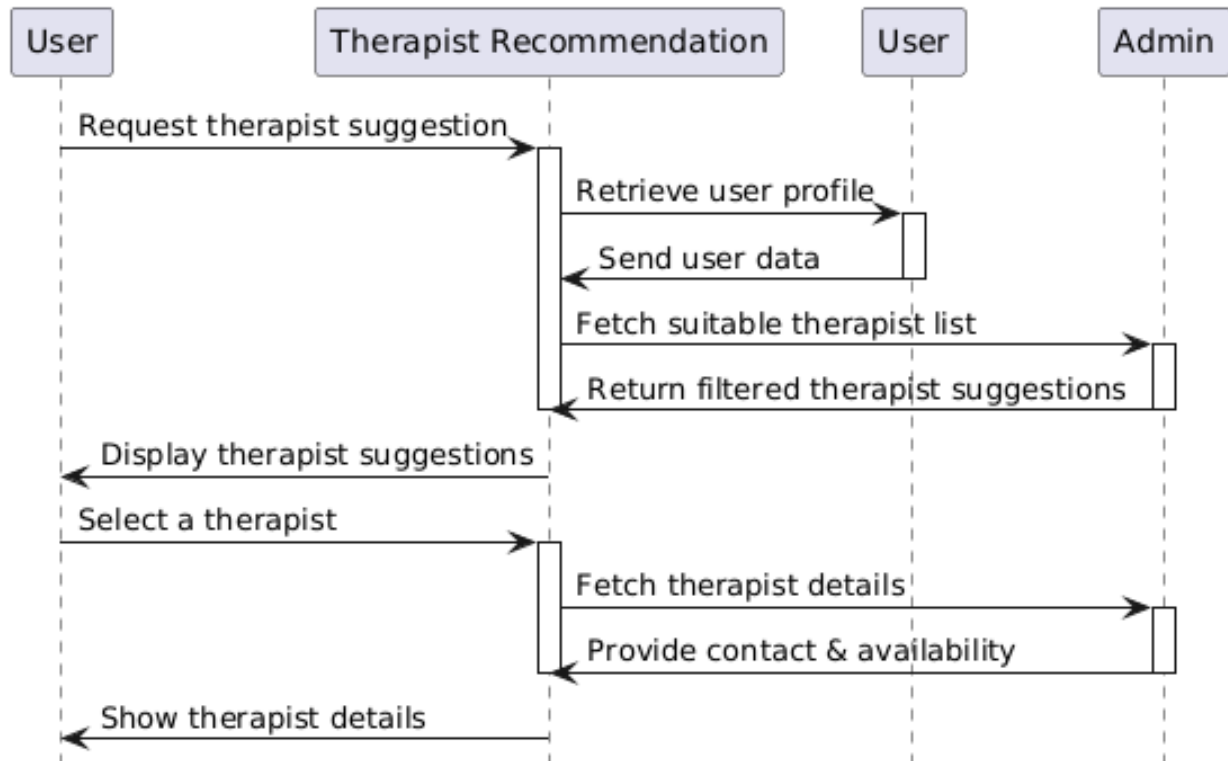 User
Therapist Recommendation
User
Admin
Request therapist suggestion
Retrieve user profile
Send user data
Fetch suitable therapist list
Return filtered therapist suggestions
Display therapist suggestions
Select a therapist
Fetch therapist details
Provide contact & availability
Show therapist details